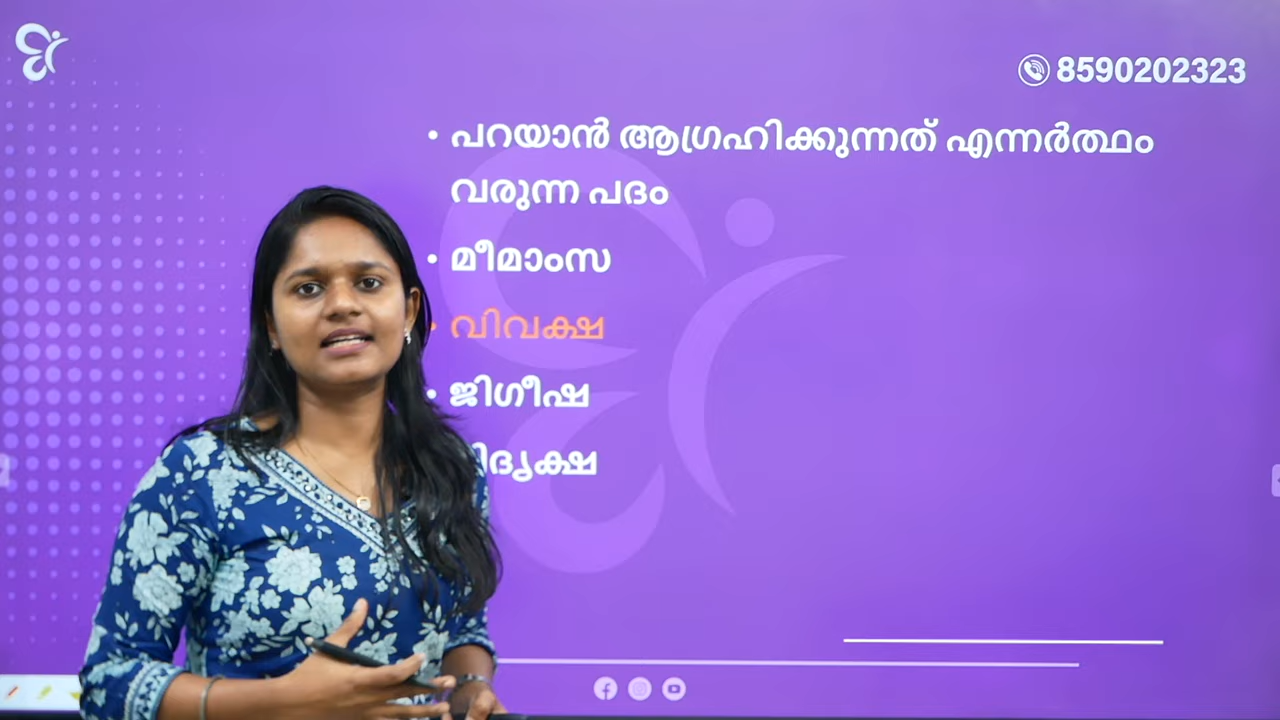 8590202323
• പറയാൻ ആഗ്രഹിക്കുന്നത് എന്നർത്ഥം
വരുന്ന പദം
• മീമാംസ
• വിവക്ഷ
• ജിഗീഷ